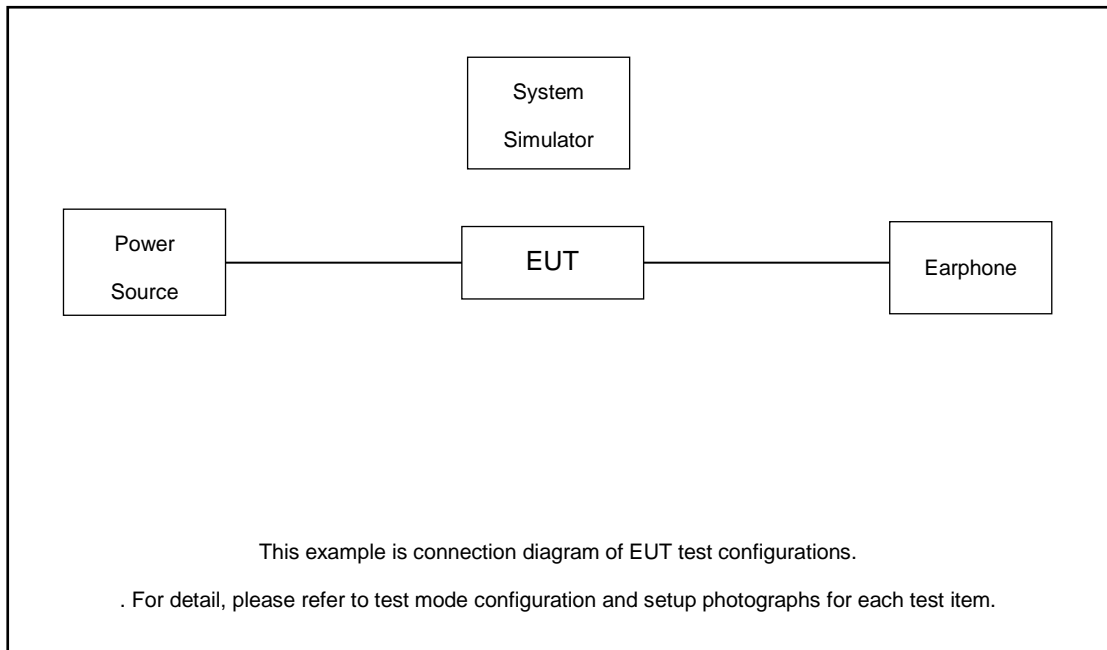 System
Simulator
Power
Source
EUT
Earphone
This example is connection diagram of EUT test configurations.
. For detail, please refer to test mode configuration and setup photographs for each test item.